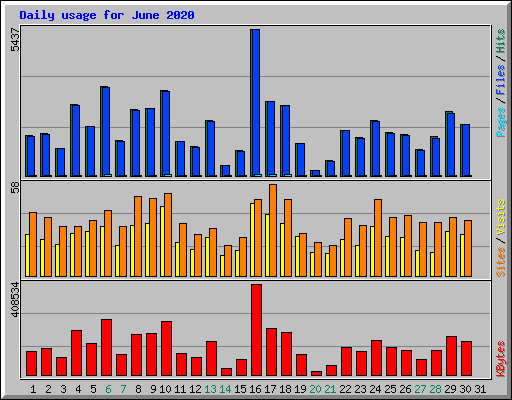 Daily usage for June 2020
5437
Pages / Files / Hits
58
Sites / Visits
408534
KBytes
1 2 3 4 5 6 7 8 9 10 11 12 13 14 15 16 17 18 19 20 21 22 23 24 25 26 27 28 29 30 31